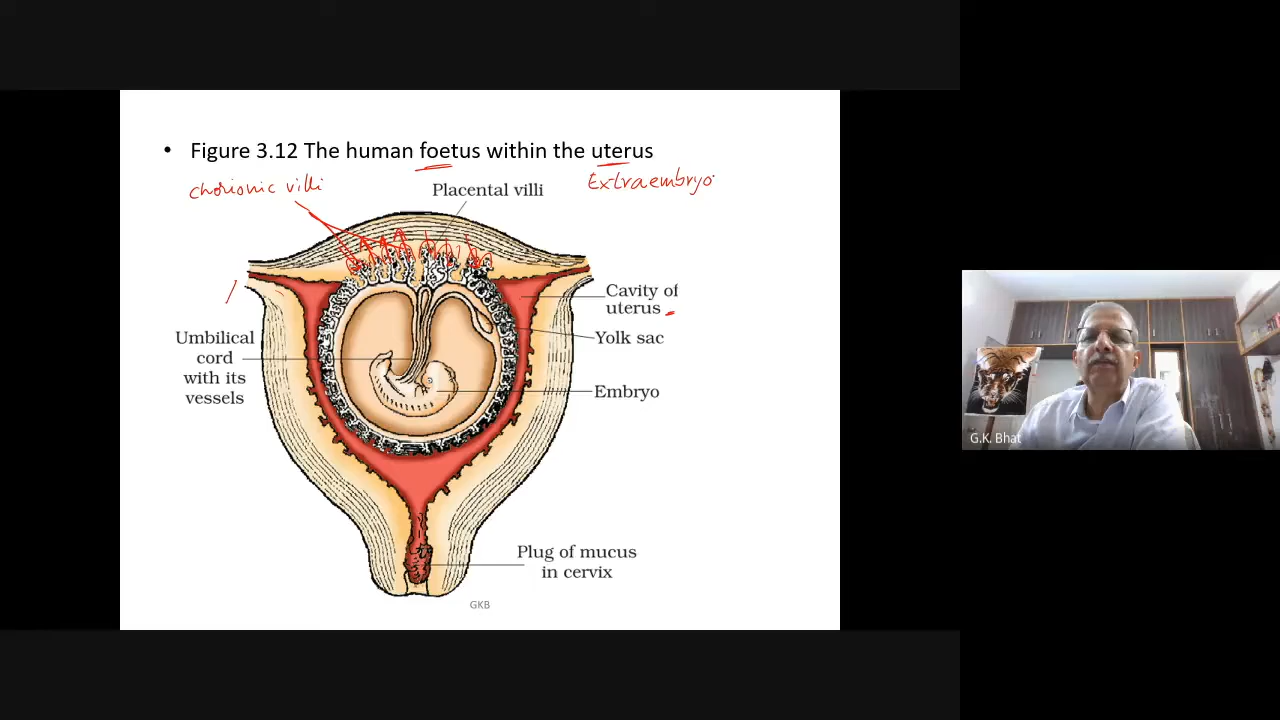 • Figure 3.12 The human foetus within the uterus
chorionic villi
Extraembryo
Placental villi
Cavity of
uterus
Yolk sac
Umbilical
cord
with its
vessels
Embryo
Plug of mucus
in cervix
GKB
G.K. Bhat